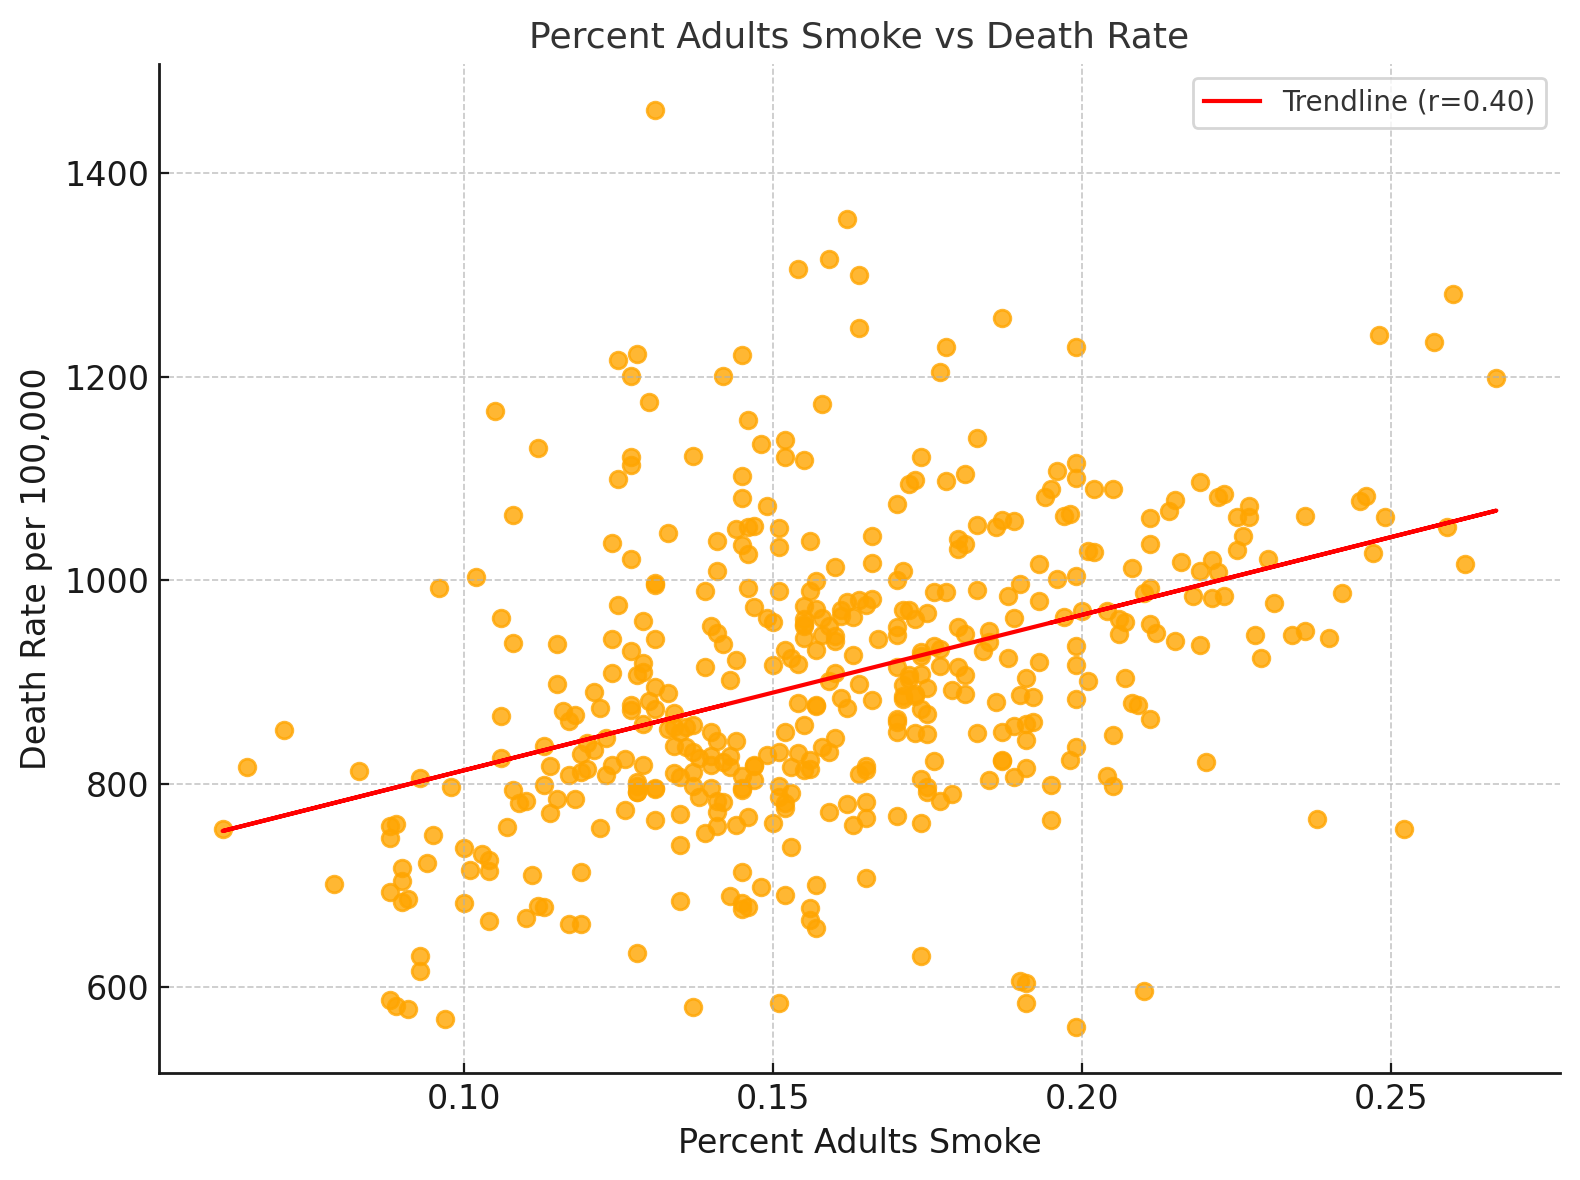 Percent Adults Smoke vs Death Rate
Trendline (r=0.40)
1400
1200
1000
800
600
Death Rate per 100,000
0.10 0.15 0.20 0.25
Percent Adults Smoke